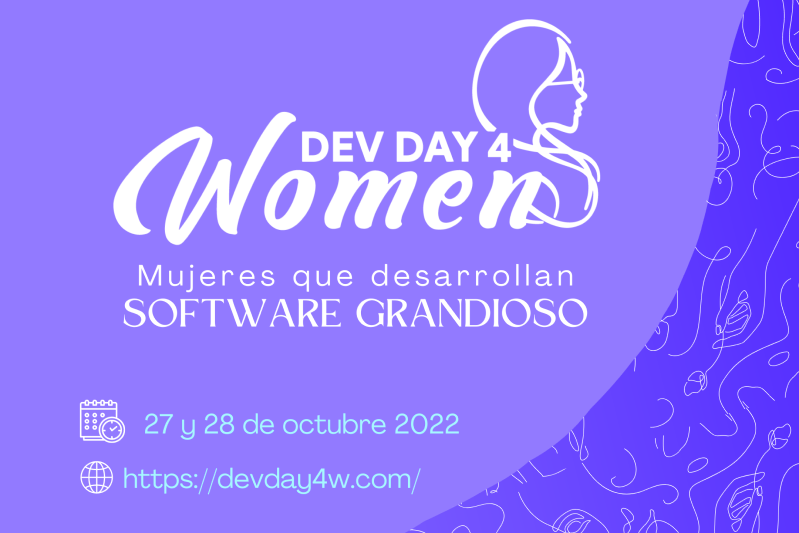 DEV DAY 4
Women
Mujeres que desarrollan
SOFTWARE GRANDIOSO
27 y 28 de octubre 2022
https://devday4w.com/